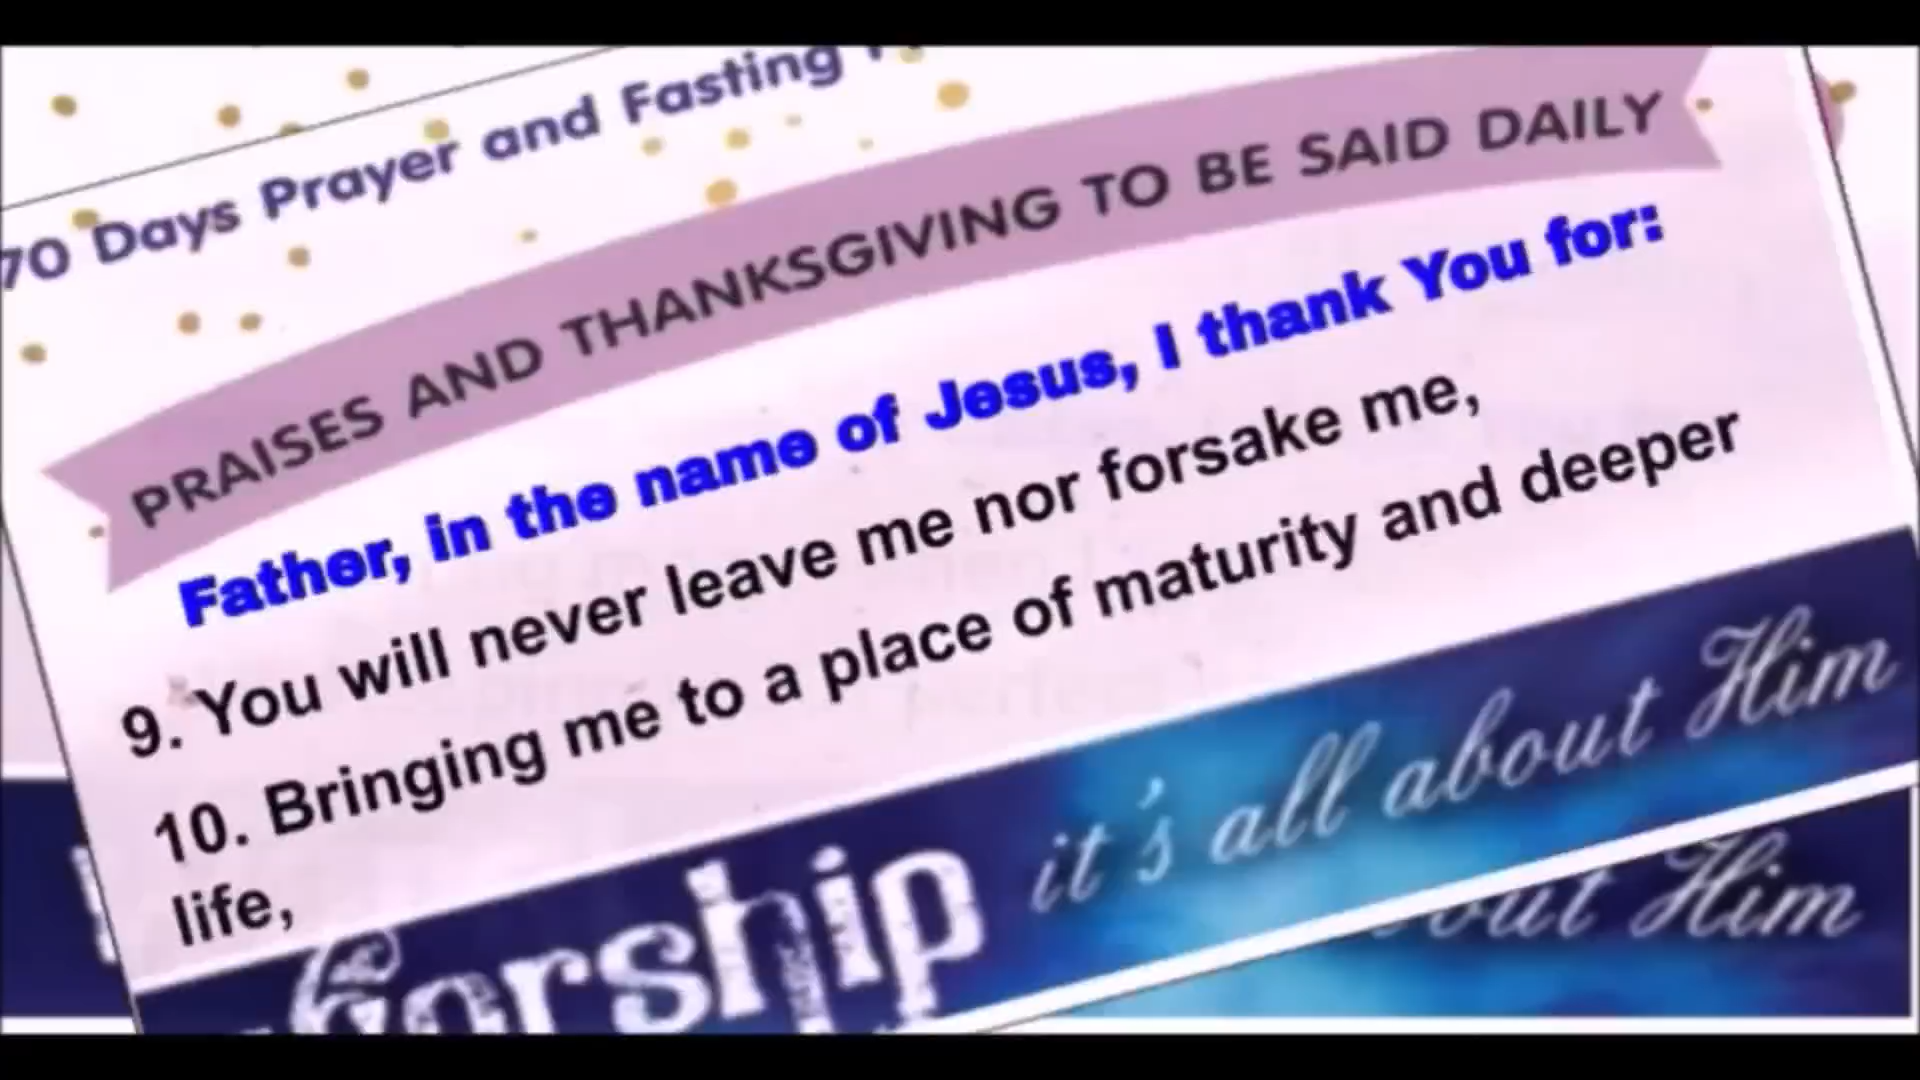 70 Days Prayer and Fasting
PRAISES AND THANKSGIVING TO BE SAID DAILY
Father, in the name of Jesus, I thank You for:
9. You will never leave me nor forsake me,
10. Bringing me to a place of maturity and deeper
life,
Worship it's all about Him
out Him